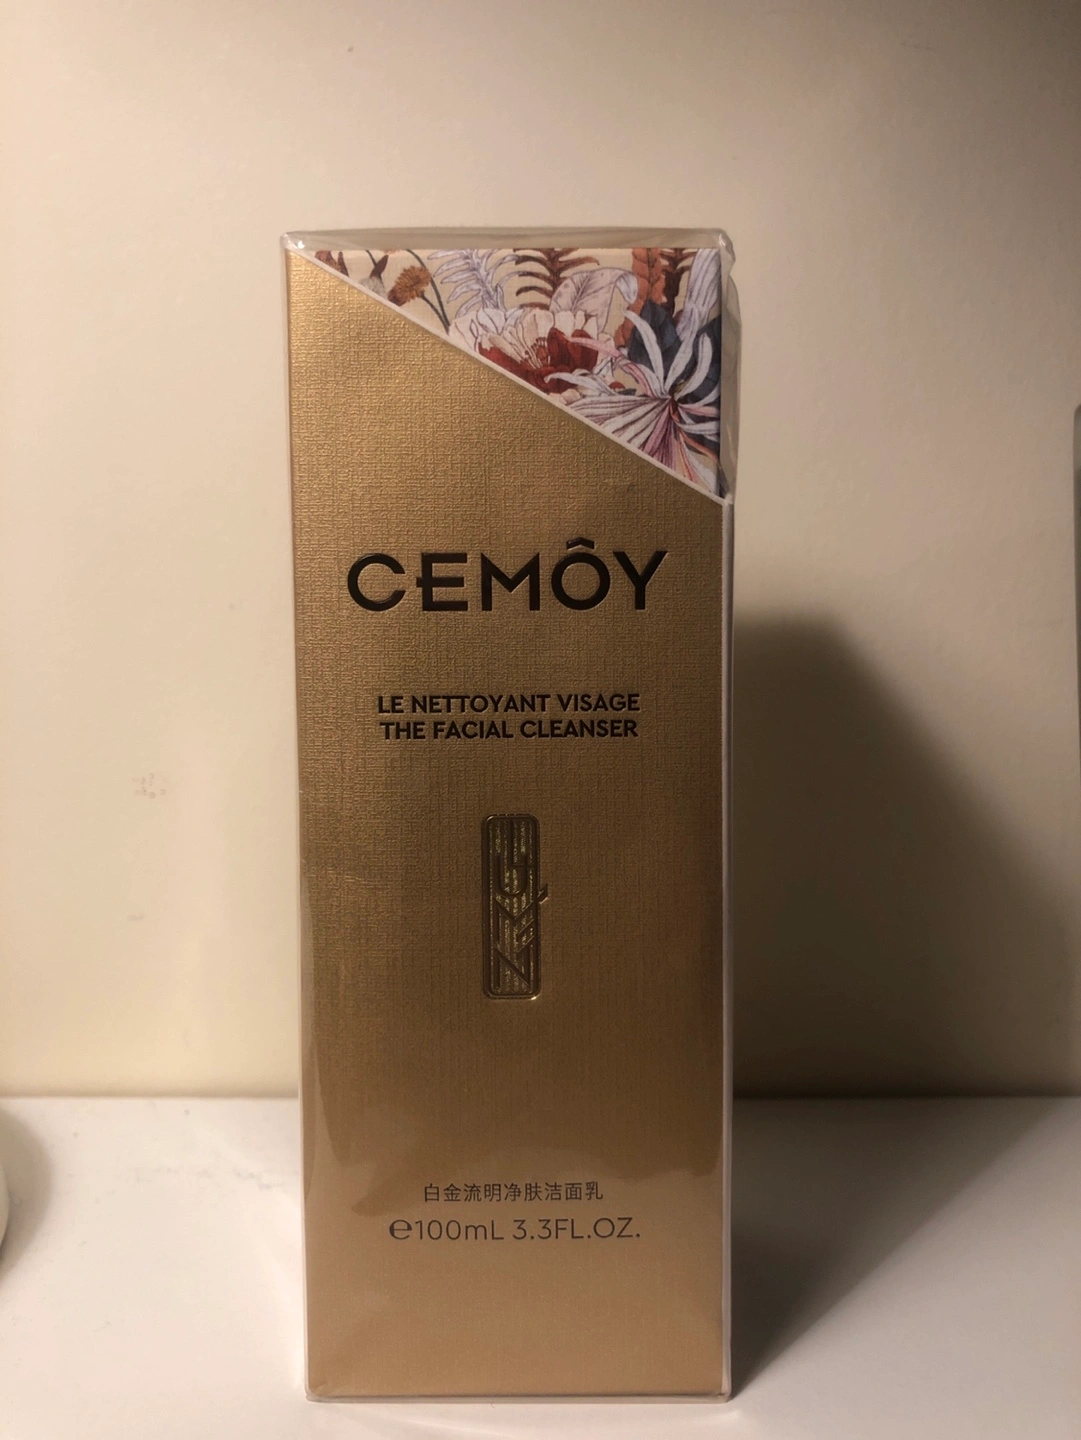 CEMÔY
LE NETTOYANT VISAGE
THE FACIAL CLEANSER
白金流明净肤洁面乳
℮100mL 3.3FL.OZ.